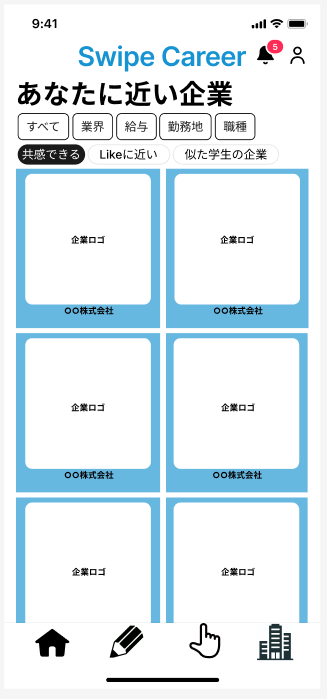 9:41
Swipe Career
5
あなたに近い企業
すべて 業界 給与 勤務地 職種
共感できる Likeに近い 似た学生の企業
企業ロゴ 企業ロゴ
〇〇株式会社 〇〇株式会社
企業ロゴ 企業ロゴ
〇〇株式会社 〇〇株式会社
企業ロゴ 企業ロゴ